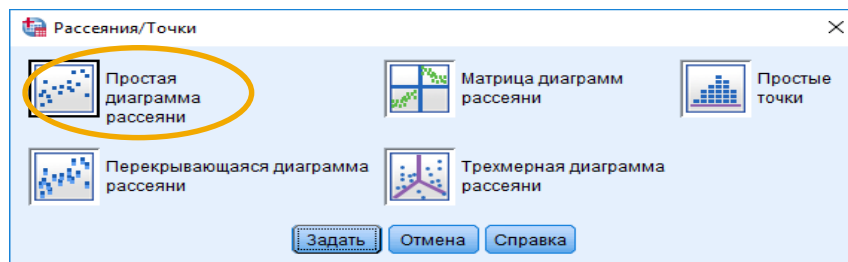 Рассеяния/Точки
Простая
диаграмма
рассеяни
Матрица диаграмм
рассеяни
Простые
точки
Перекрывающаяся диаграмма
рассеяни
Трехмерная диаграмма
рассеяни
Задать
Отмена
Справка